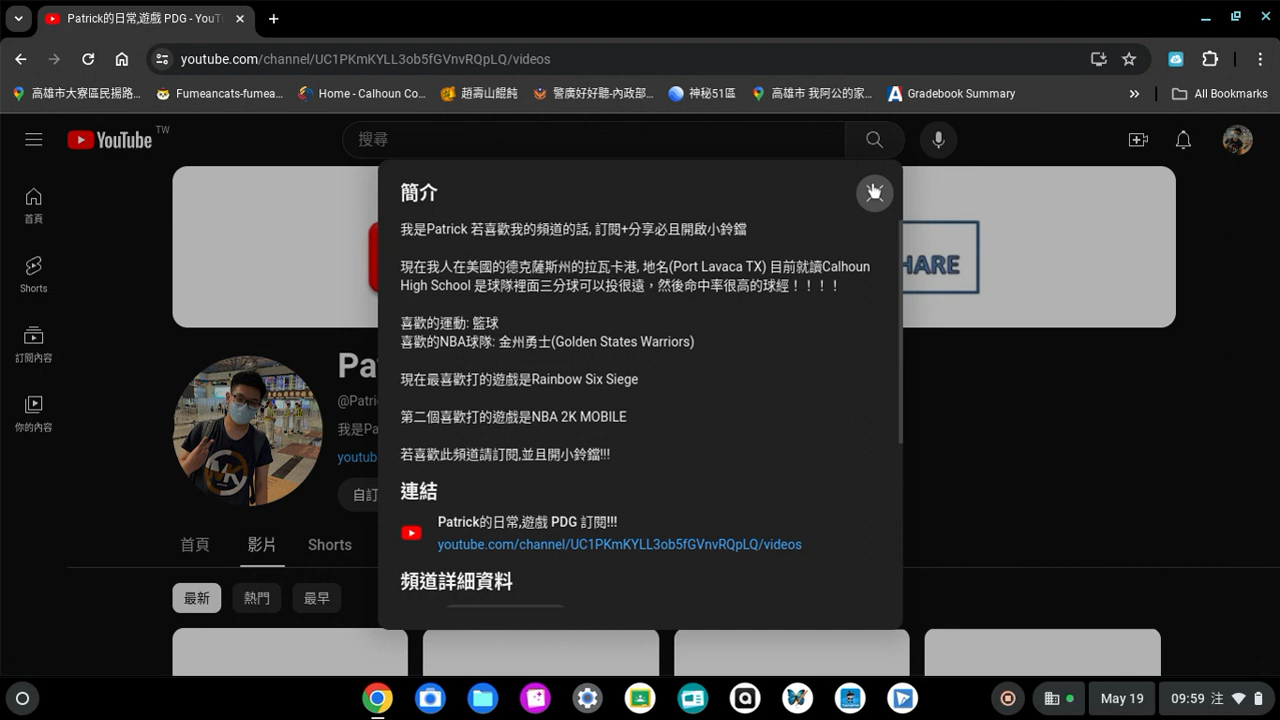 Patrick的日常,遊戲 PDG - YouT
youtube.com/channel/UC1PKmKYLL3ob5fGVnvRQpLQ/videos
高雄市大寮區民揚路...
Fumeancats-fumea...
Home - Calhoun Co...
趙壽山餛飩
警廣好好聽-內政部...
神秘51區
高雄市 我阿公的家...
Gradebook Summary
All Bookmarks
YouTube TW
搜尋
首頁
Shorts
訂閱內容
你的內容
HARE
簡介
我是Patrick 若喜歡我的頻道的話, 訂閱+分享必且開啟小鈴鐺
現在我人在美國的德克薩斯州的拉瓦卡港, 地名(Port Lavaca TX) 目前就讀Calhoun
High School 是球隊裡面三分球可以投很遠，然後命中率很高的球經！！！！
喜歡的運動: 籃球
喜歡的NBA球隊: 金州勇士(Golden States Warriors)
現在最喜歡打的遊戲是Rainbow Six Siege
第二個喜歡打的遊戲是NBA 2K MOBILE
若喜歡此頻道請訂閱,並且開小鈴鐺!!!
連結
Patrick的日常,遊戲 PDG 訂閱!!!
youtube.com/channel/UC1PKmKYLL3ob5fGVnvRQpLQ/videos
頻道詳細資料
Pa
@Patri
我是Pa
youtub
自訂
首頁
影片
Shorts
最新
熱門
最早
May 19
09:59 注